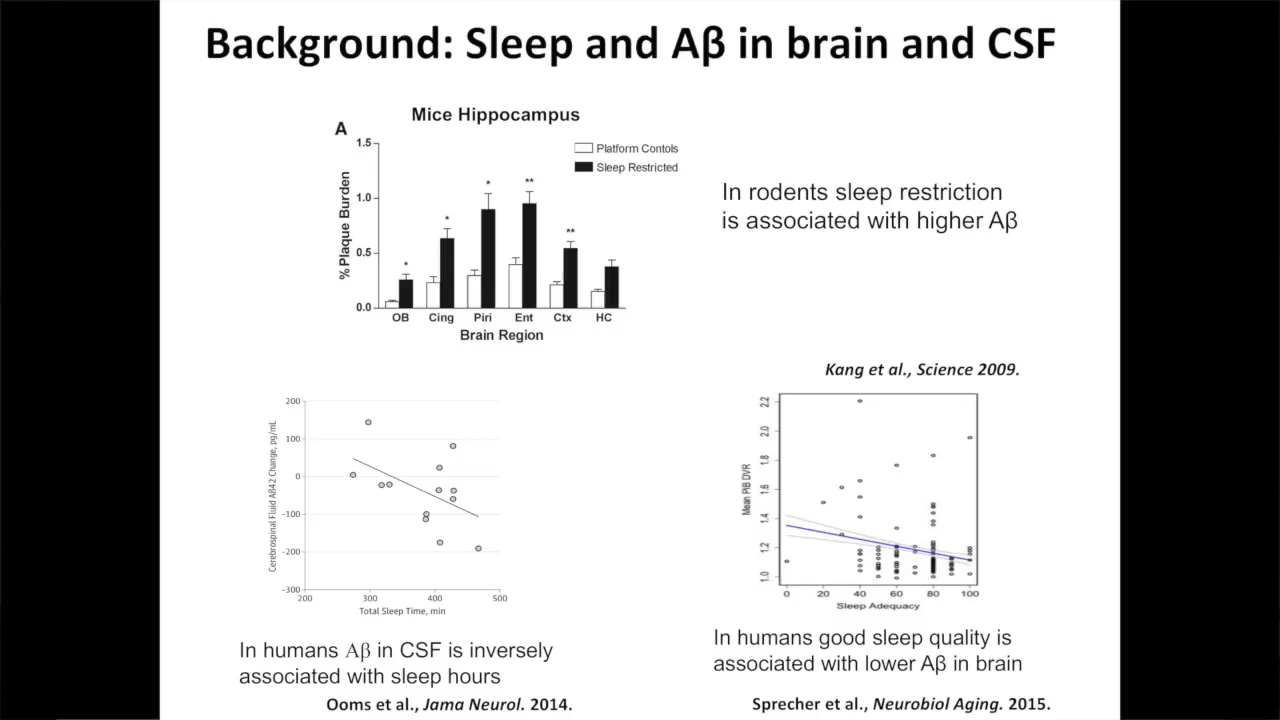 Background: Sleep and Aβ in brain and CSF
Mice Hippocampus
A
Platform Contols
Sleep Restricted
% Plaque Burden
1.5
1.0
0.5
0.0
*
*
*
**
**
OB Cing Piri Ent Ctx HC
Brain Region
In rodents sleep restriction
is associated with higher Aβ
Kang et al., Science 2009.
Cerebrospinal Fluid Aß42 Change, pg/mL
200
100
0
-100
-200
-300
200 300 400 500
Total Sleep Time, min
In humans Aβ in CSF is inversely
associated with sleep hours
Ooms et al., Jama Neurol. 2014.
Mean PiB DVR
2.2
2.0
1.8
1.6
1.4
1.2
1.0
0 20 40 60 80 100
Sleep Adequacy
In humans good sleep quality is
associated with lower Aβ in brain
Sprecher et al., Neurobiol Aging. 2015.